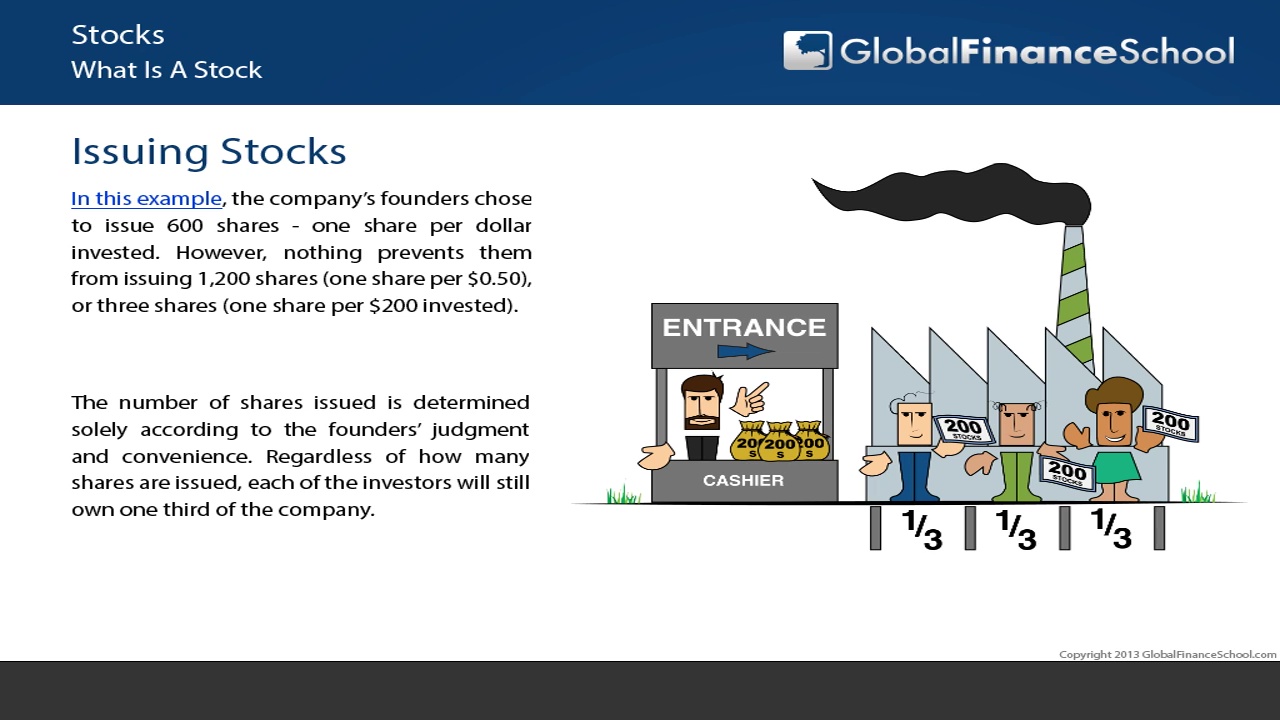 Stocks
What Is A Stock
GlobalFinanceSchool
Issuing Stocks
In this example, the company’s founders chose
to issue 600 shares - one share per dollar
invested. However, nothing prevents them
from issuing 1,200 shares (one share per $0.50),
or three shares (one share per $200 invested).
The number of shares issued is determined
solely according to the founders’ judgment
and convenience. Regardless of how many
shares are issued, each of the investors will still
own one third of the company.
ENTRANCE
200
S
200
S
200
S
CASHIER
200
STOCKS
200
STOCKS
200
STOCKS
1/3
1/3
1/3
Copyright 2013 GlobalFinanceSchool.com